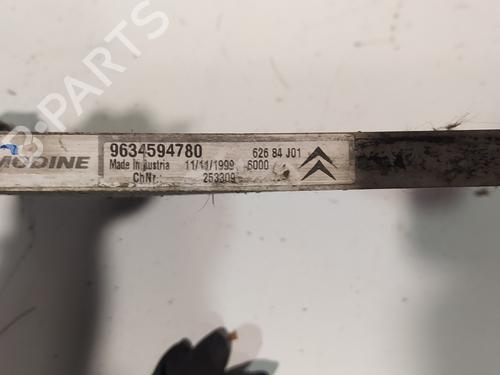 B-PARTS
MODINE
9634594780
626 84 J01
Made In Austria 11/11/1999 6000
ChNr.: 253309